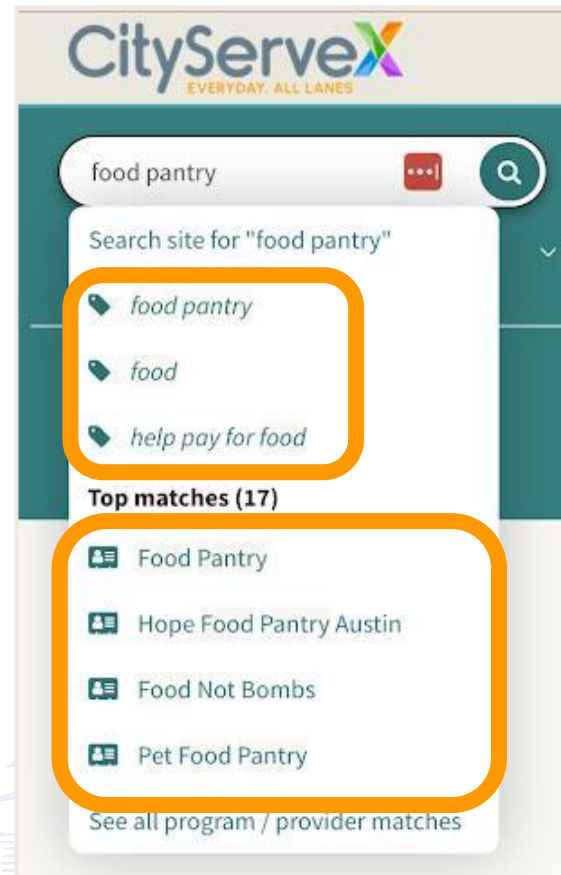 CityServeX
EVERYDAY. ALL LANES
food pantry
Search site for "food pantry"
food pantry
food
help pay for food
Top matches (17)
Food Pantry
Hope Food Pantry Austin
Food Not Bombs
Pet Food Pantry
See all program / provider matches